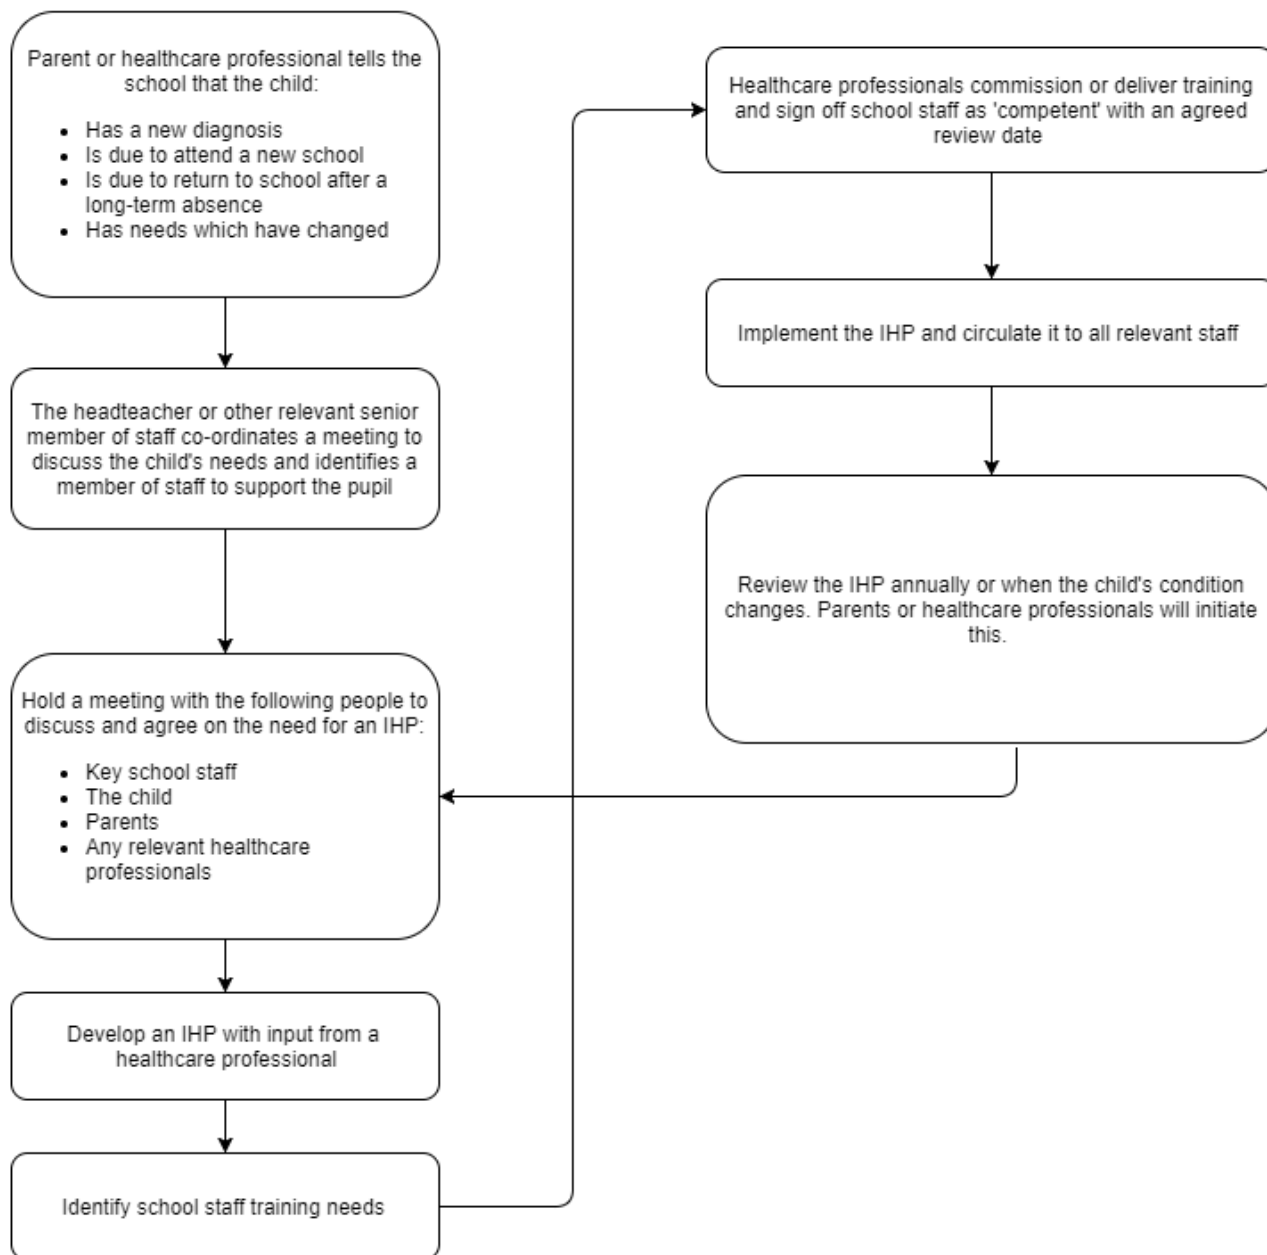 Parent or healthcare professional tells the
school that the child:
• Has a new diagnosis
• Is due to attend a new school
• Is due to return to school after a
long-term absence
• Has needs which have changed
The headteacher or other relevant senior
member of staff co-ordinates a meeting to
discuss the child's needs and identifies a
member of staff to support the pupil
Hold a meeting with the following people to
discuss and agree on the need for an IHP:
• Key school staff
• The child
• Parents
• Any relevant healthcare
professionals
Develop an IHP with input from a
healthcare professional
Identify school staff training needs
Healthcare professionals commission or deliver training
and sign off school staff as 'competent' with an agreed
review date
Implement the IHP and circulate it to all relevant staff
Review the IHP annually or when the child's condition
changes. Parents or healthcare professionals will initiate
this.